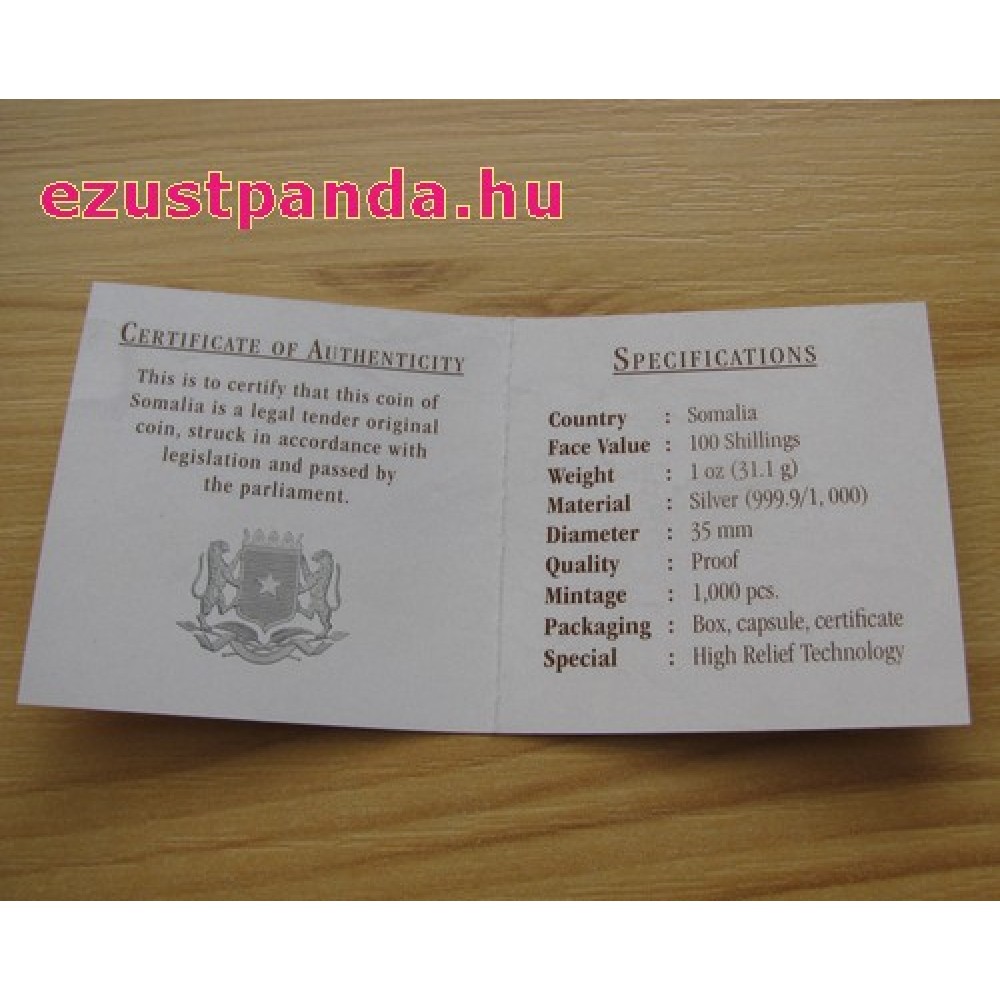 ezustpanda.hu
CERTIFICATE OF AUTHENTICITY
This is to certify that this coin of
Somalia is a legal tender original
coin, struck in accordance with
legislation and passed by
the parliament.
SPECIFICATIONS
Country : Somalia
Face Value : 100 Shillings
Weight : 1 oz (31.1 g)
Material : Silver (999.9/1, 000)
Diameter : 35 mm
Quality : Proof
Mintage : 1,000 pcs.
Packaging : Box, capsule, certificate
Special : High Relief Technology